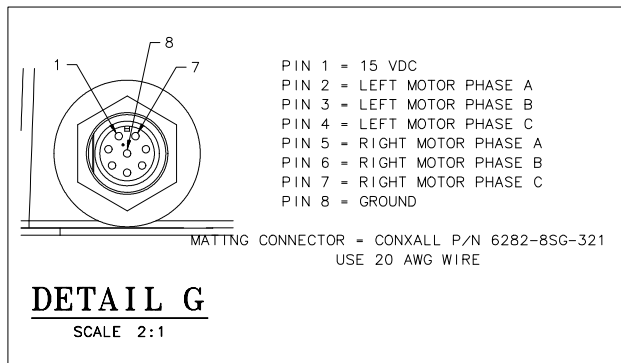 8
1
7
PIN 1 = 15 VDC
PIN 2 = LEFT MOTOR PHASE A
PIN 3 = LEFT MOTOR PHASE B
PIN 4 = LEFT MOTOR PHASE C
PIN 5 = RIGHT MOTOR PHASE A
PIN 6 = RIGHT MOTOR PHASE B
PIN 7 = RIGHT MOTOR PHASE C
PIN 8 = GROUND
MATING CONNECTOR = CONXALL P/N 6282-8SG-321
USE 20 AWG WIRE
DETAIL G
SCALE 2:1